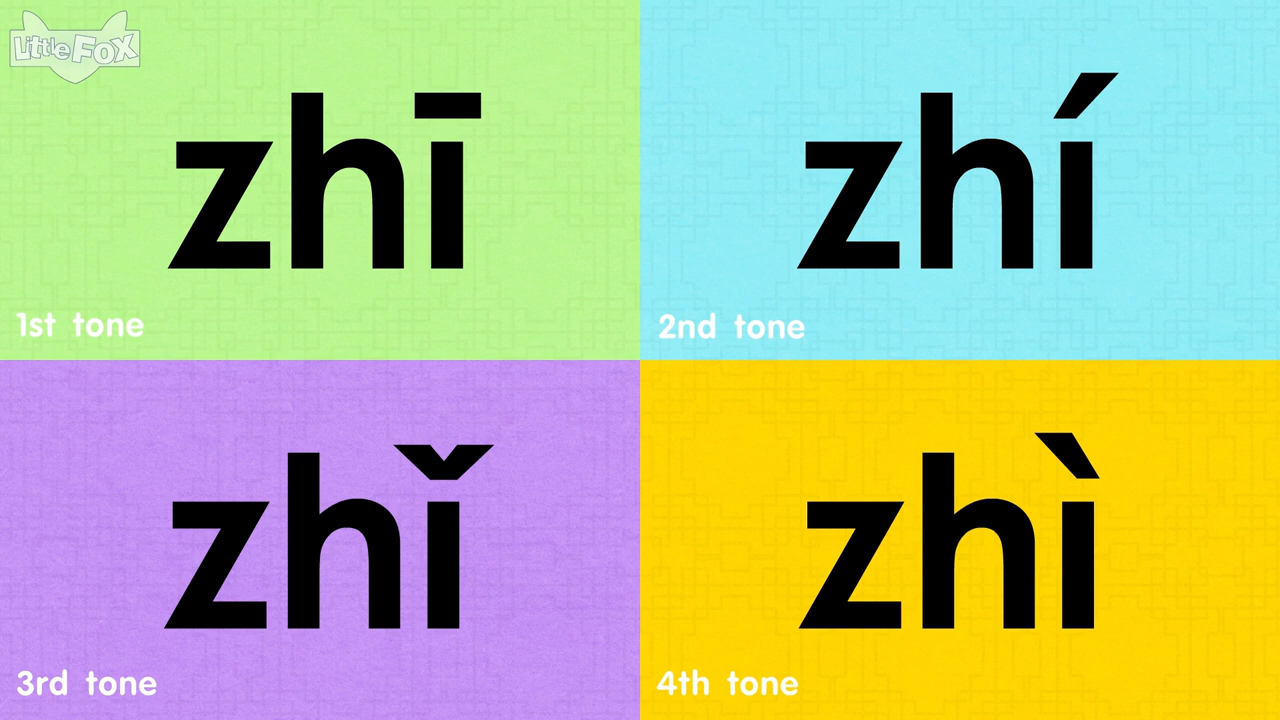 Little Fox
zhī
1st tone
zhí
2nd tone
zhǐ
3rd tone
zhì
4th tone